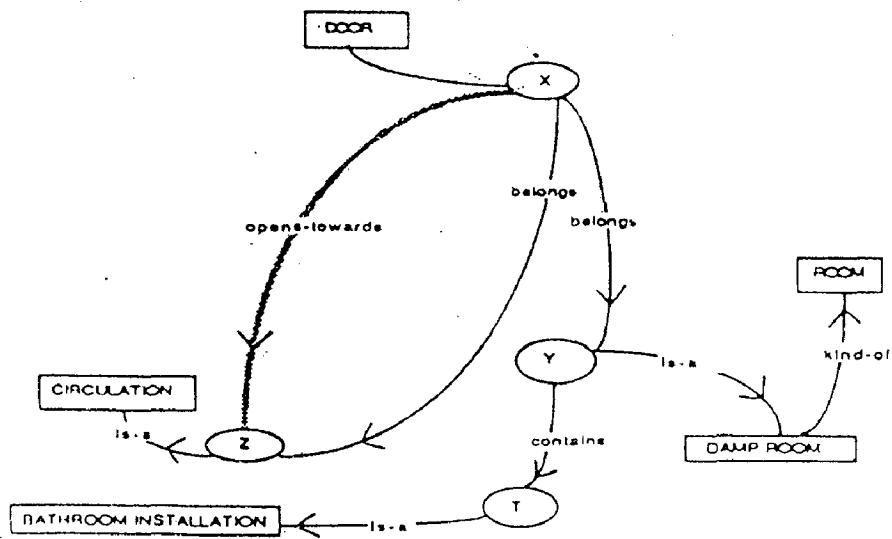 DOOR
X
belongs
belongs
opens-towards
ROOM
Y
is-a
kind-of
CIRCULATION
is-a
Z
contains
DAMP ROOM
T
BATHROOM INSTALLATION
is-a